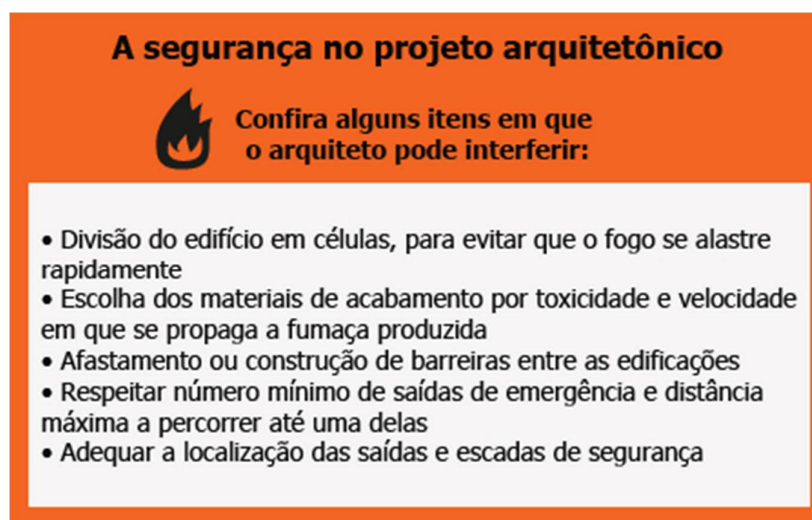 A segurança no projeto arquitetônico
Confira alguns itens em que
o arquiteto pode interferir:
• Divisão do edifício em células, para evitar que o fogo se alastre
rapidamente
• Escolha dos materiais de acabamento por toxicidade e velocidade
em que se propaga a fumaça produzida
• Afastamento ou construção de barreiras entre as edificações
• Respeitar número mínimo de saídas de emergência e distância
máxima a percorrer até uma delas
• Adequar a localização das saídas e escadas de segurança